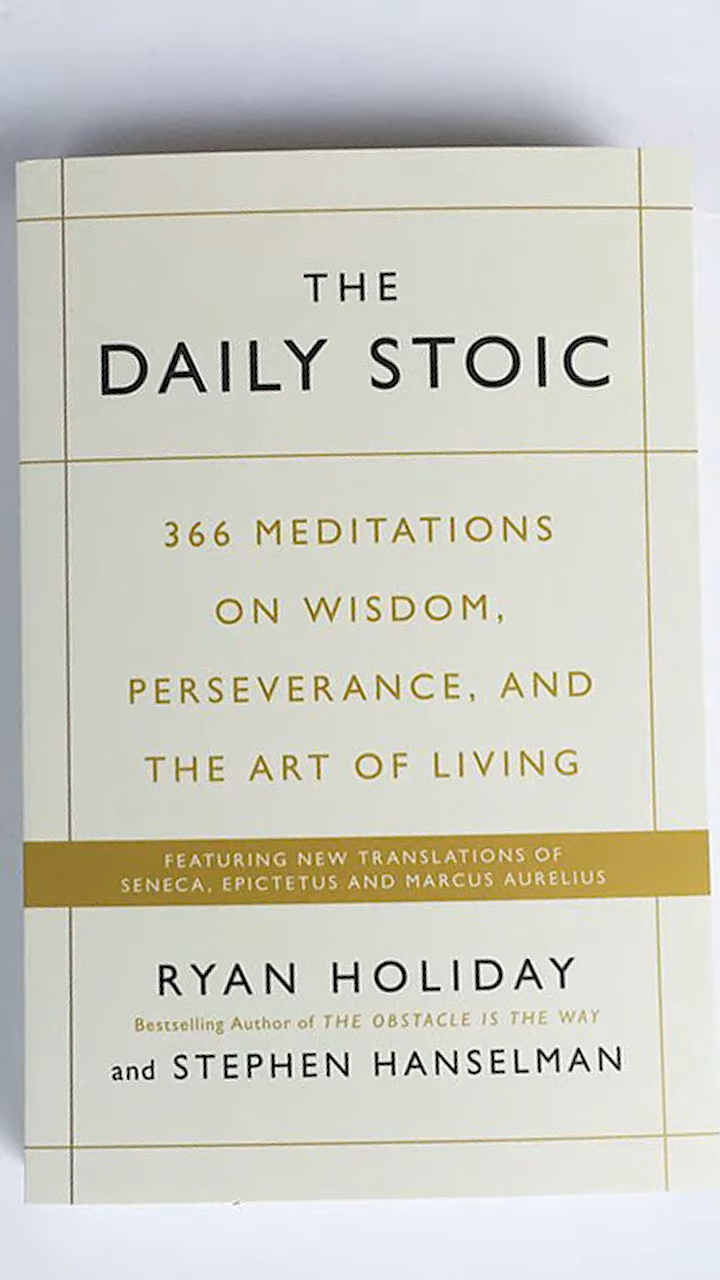 THE
DAILY STOIC
366 MEDITATIONS
ON WISDOM,
PERSEVERANCE, AND
THE ART OF LIVING
FEATURING NEW TRANSLATIONS OF
SENECA, EPICTETUS AND MARCUS AURELIUS
RYAN HOLIDAY
Bestselling Author of THE OBSTACLE IS THE WAY
and STEPHEN HANSELMAN